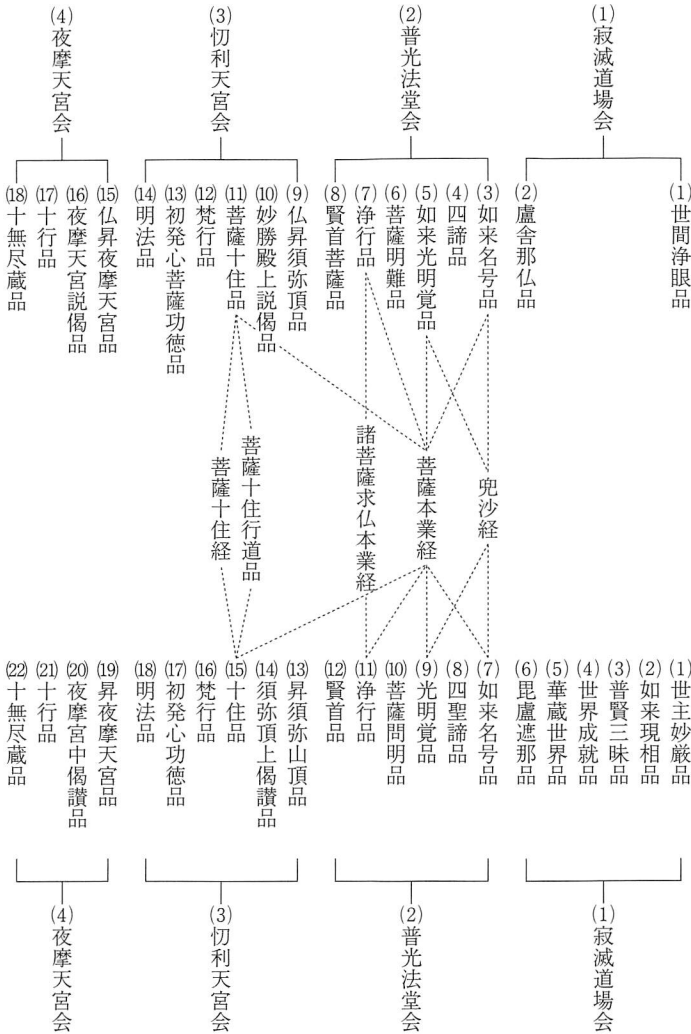 (1)寂滅道場会
(1)世間浄眼品
(2)盧舎那仏品
(2)普光法堂会
(3)如来名号品
(4)四諦品
(5)如来光明覚品
(6)菩薩明難品
(7)浄行品
(8)賢首菩薩品
(3)忉利天宮会
(9)仏昇須弥頂品
(10)妙勝殿上説偈品
(11)菩薩十住品
(12)梵行品
(13)初発心菩薩功徳品
(14)明法品
(4)夜摩天宮会
(15)仏昇夜摩天宮品
(16)夜摩天宮説偈品
(17)十行品
(18)十無尽蔵品
兜沙経
菩薩本業経
諸菩薩求仏本業経
菩薩十住行道品
菩薩十住経
(1)世主妙厳品
(2)如来現相品
(3)普賢三昧品
(4)世界成就品
(5)華蔵世界品
(6)毘盧遮那品
(1)寂滅道場会
(7)如来名号品
(8)四聖諦品
(9)光明覚品
(10)菩薩問明品
(11)浄行品
(12)賢首品
(2)普光法堂会
(13)昇須弥山頂品
(14)須弥頂上偈讃品
(15)十住品
(16)梵行品
(17)初発心功徳品
(18)明法品
(3)忉利天宮会
(19)昇夜摩天宮品
(20)夜摩宮中偈讃品
(21)十行品
(22)十無尽蔵品
(4)夜摩天宮会